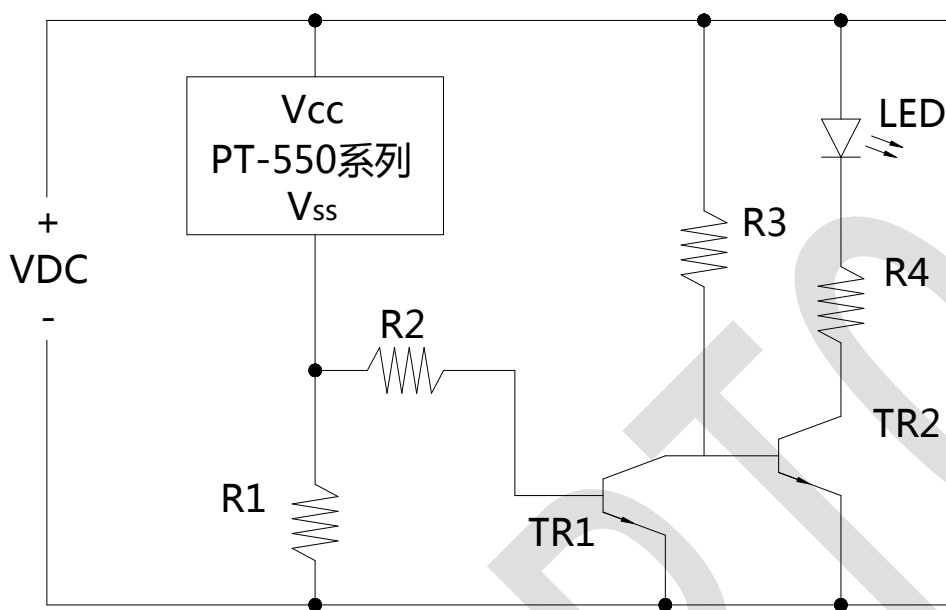 Vcc
PT-550系列
Vss
LED
+
VDC
-
R3
R4
R2
TR2
R1
TR1